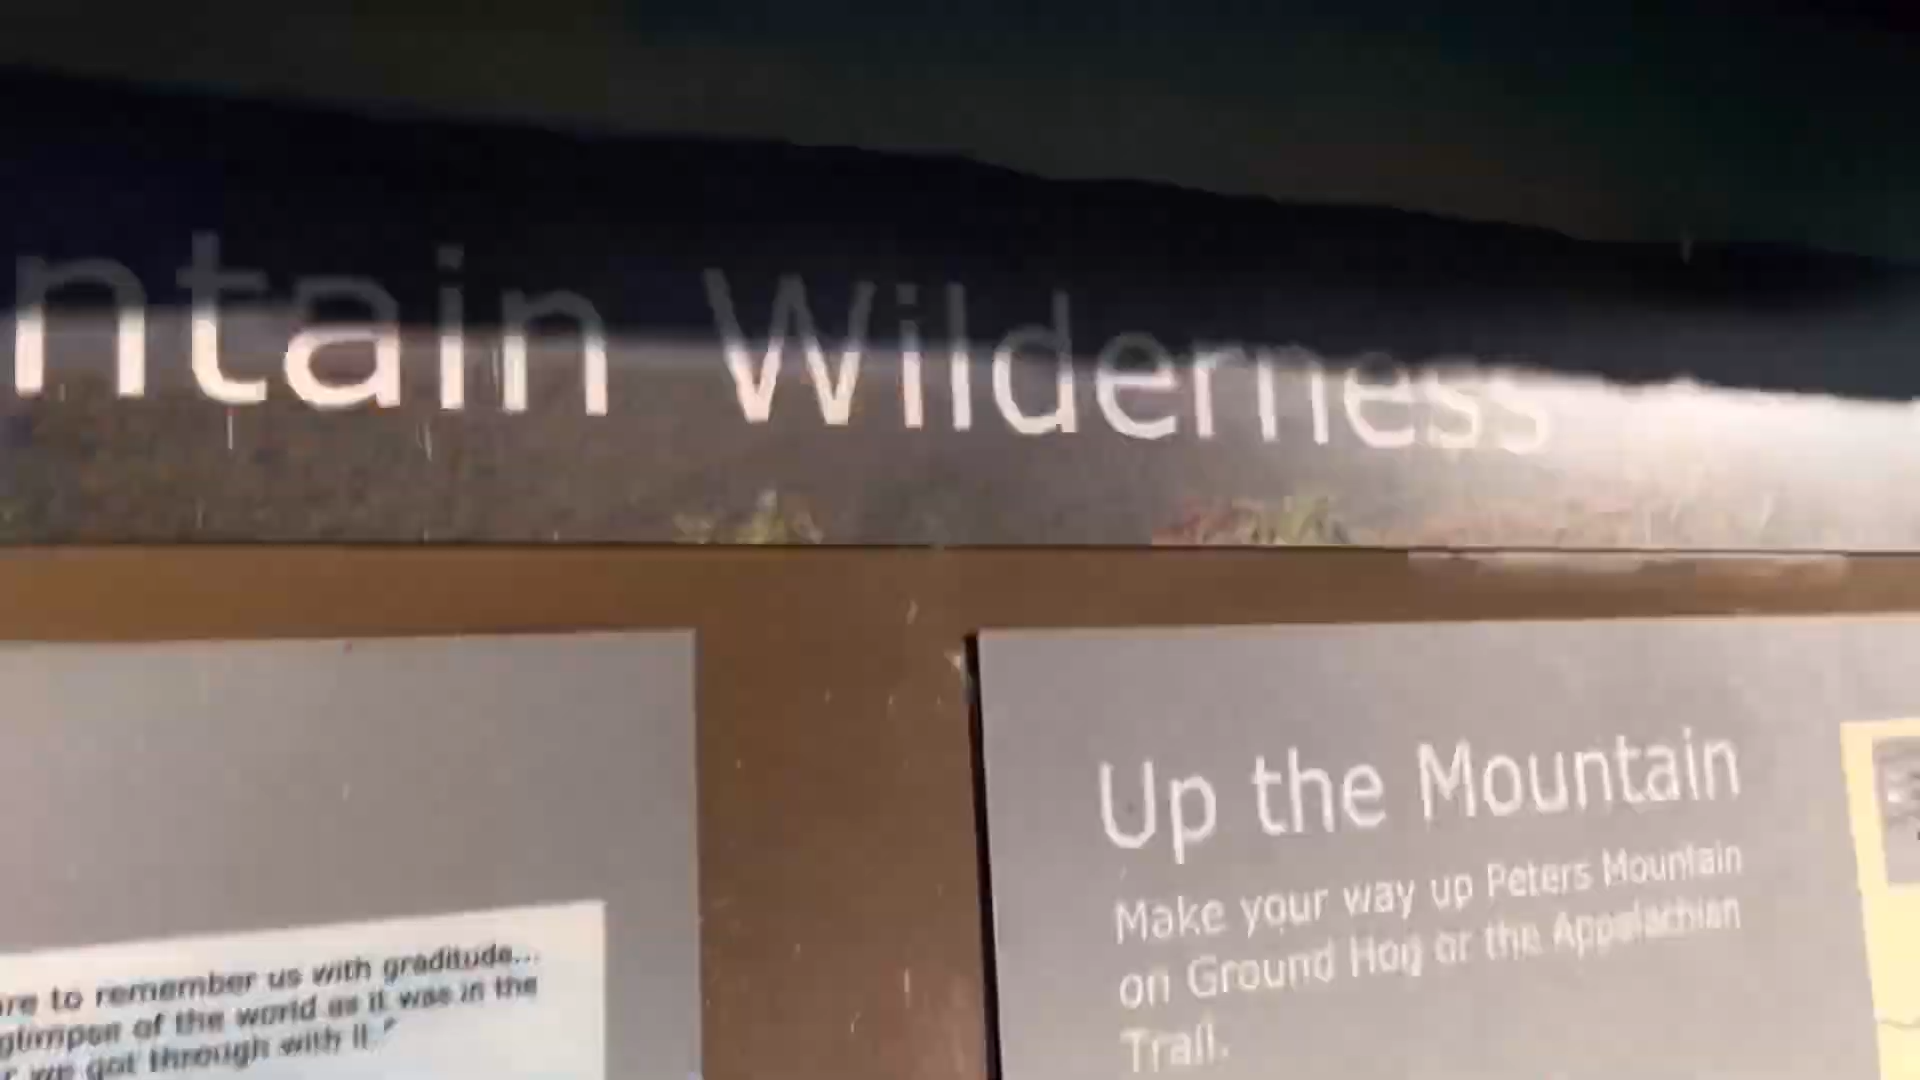 ntain Wilderness
Up the Mountain
Make your way up Peters Mountain
on Ground Hog or the Appalachian
Trail.
re to remember us with graditude...
glimpse of the world as it was in the
r we got through with it."